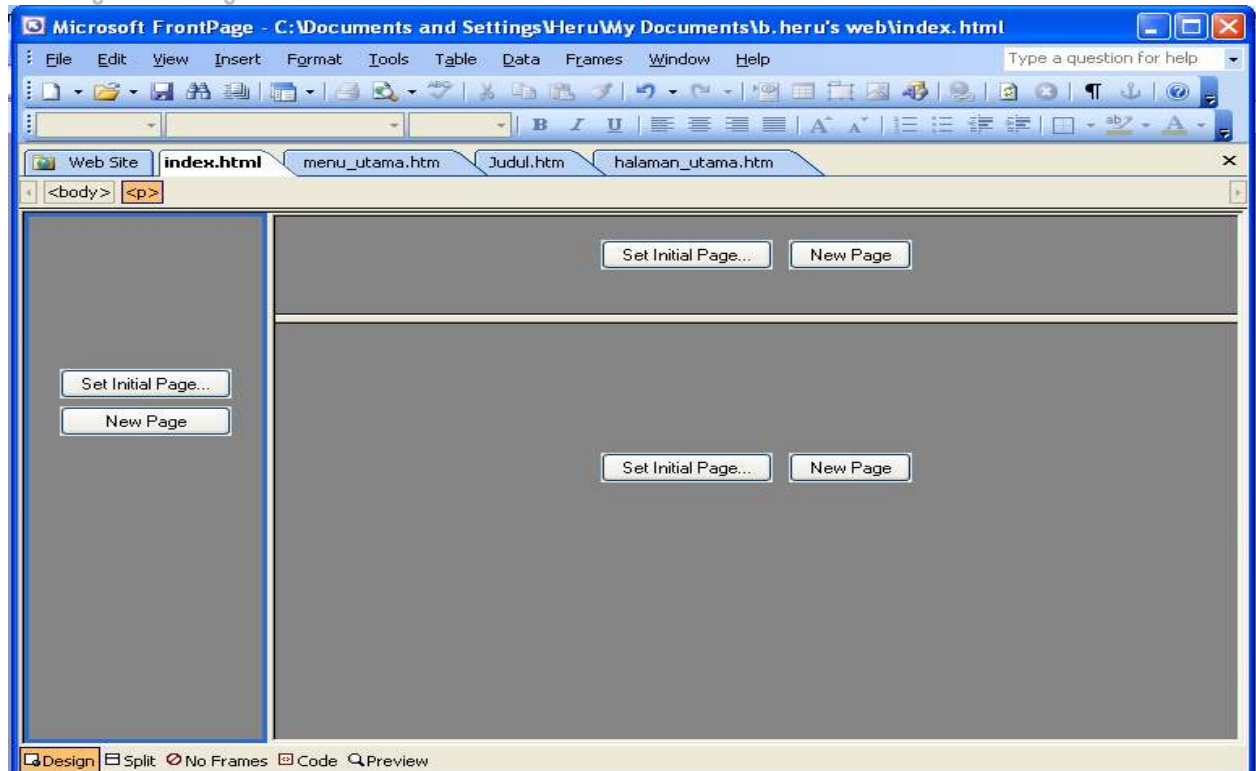 Microsoft FrontPage - C:\Documents and Settings\Heru\My Documents\b.heru's web\index.html
File Edit View Insert Format Tools Table Data Frames Window Help Type a question for help
B I U
Web Site index.html menu_utama.htm Judul.htm halaman_utama.htm
<body> <p>
Set Initial Page... New Page
Set Initial Page...
New Page
Set Initial Page... New Page
Design Split No Frames Code Preview